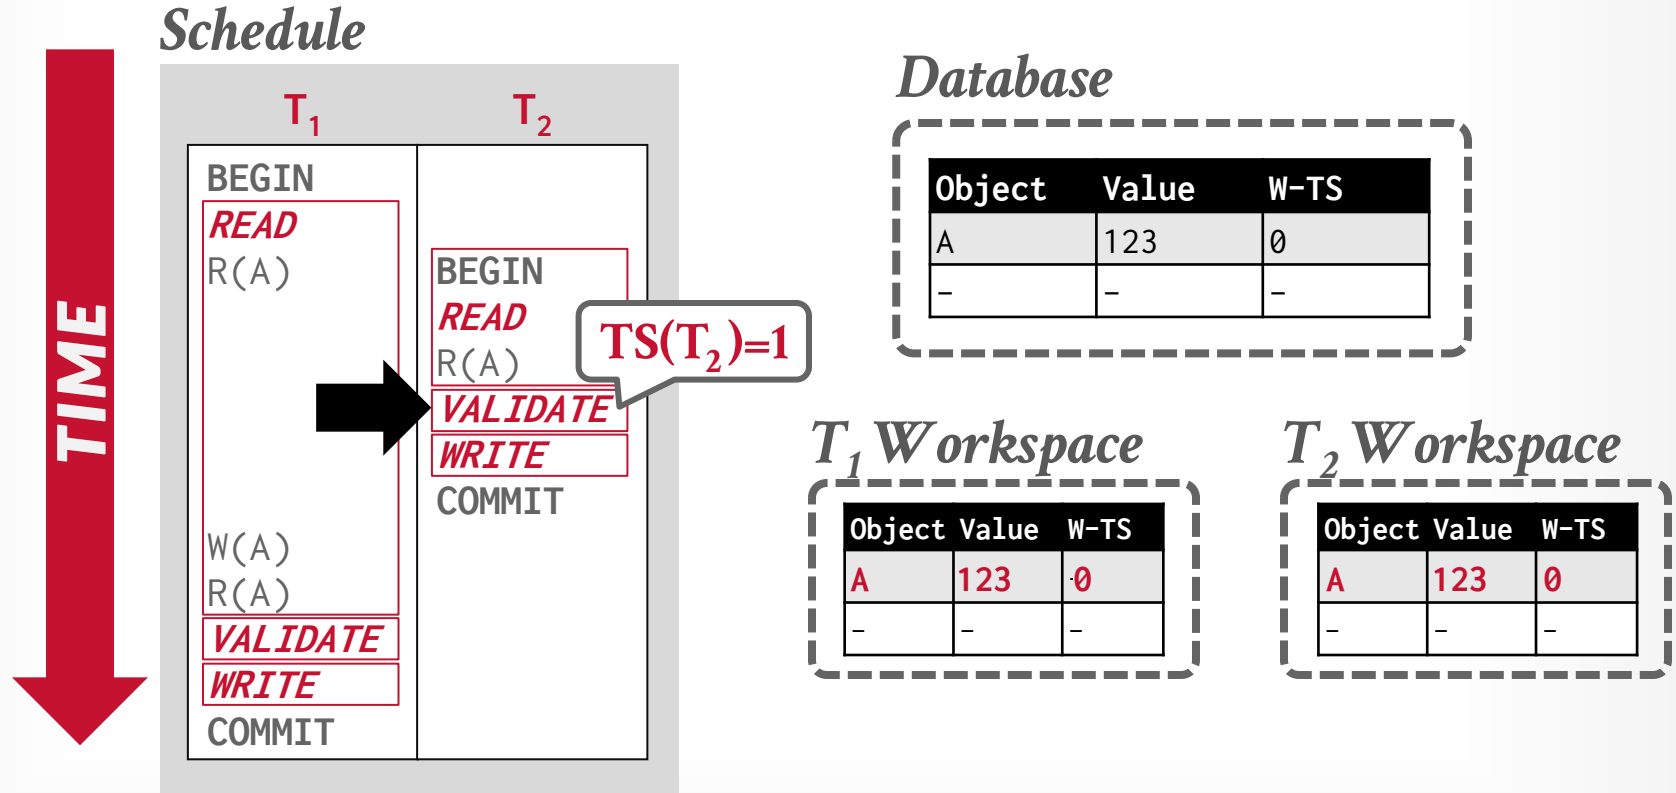 Schedule
TIME
T1 T2
BEGIN
READ
R(A) BEGIN
READ
R(A)
VALIDATE
WRITE
COMMIT
W(A)
R(A)
VALIDATE
WRITE
COMMIT
TS(T2)=1
Database
Object Value W-TS
A 123 0
- - -
T1 Workspace
Object Value W-TS
A 123 0
- - -
T2 Workspace
Object Value W-TS
A 123 0
- - -